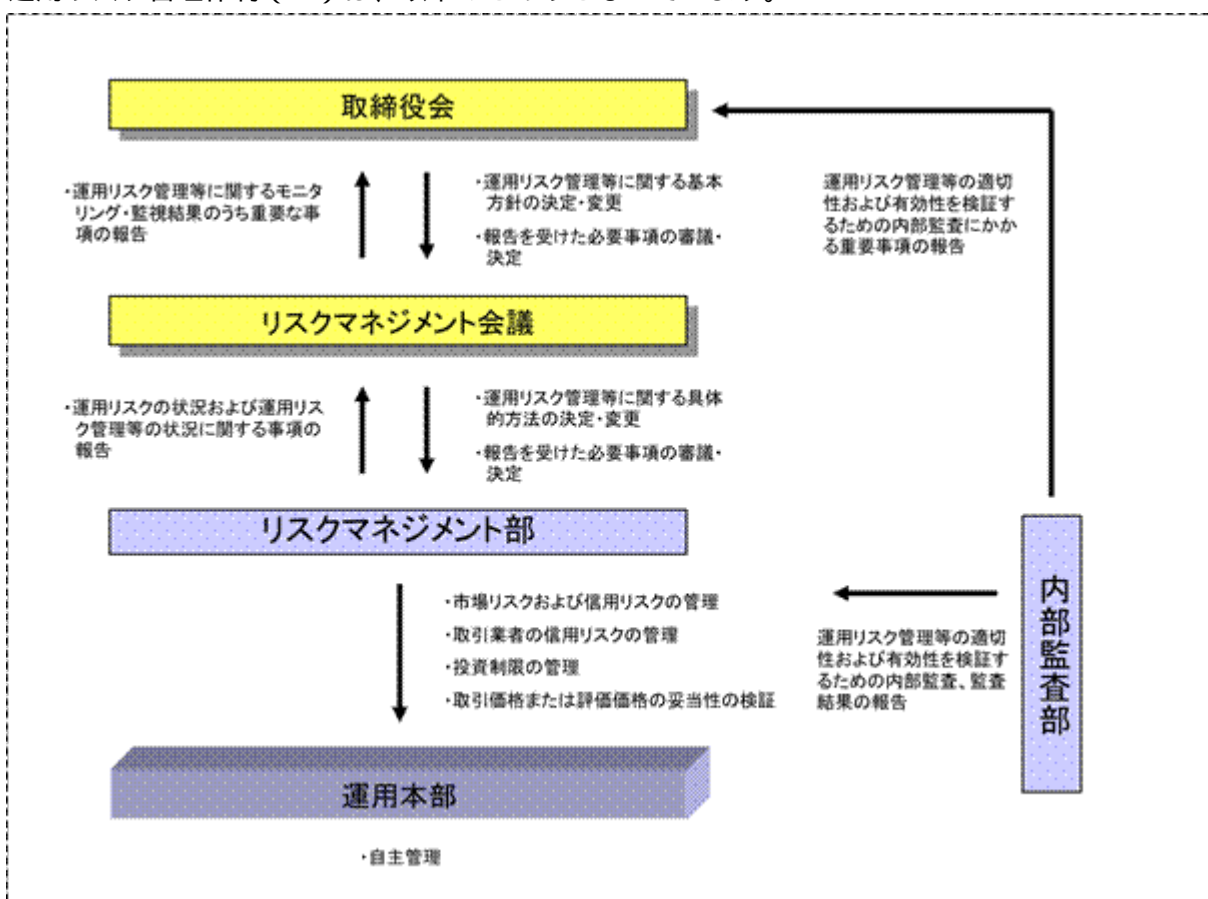 取締役会
・運用リスク管理等に関するモニタ
リング・監視結果のうち重要な事
項の報告
・運用リスク管理等に関する基本
方針の決定・変更
・報告を受けた必要事項の審議・
決定
運用リスク管理等の適切
性および有効性を検証す
るための内部監査にかか
る重要事項の報告
リスクマネジメント会議
・運用リスクの状況および運用リス
ク管理等の状況に関する事項の
報告
・運用リスク管理等に関する具体
的方法の決定・変更
・報告を受けた必要事項の審議・
決定
リスクマネジメント部
・市場リスクおよび信用リスクの管理
・取引業者の信用リスクの管理
・投資制限の管理
・取引価格または評価価格の妥当性の検証
運用リスク管理等の適切
性および有効性を検証す
るための内部監査、監査
結果の報告
内部監査部
運用本部
・自主管理